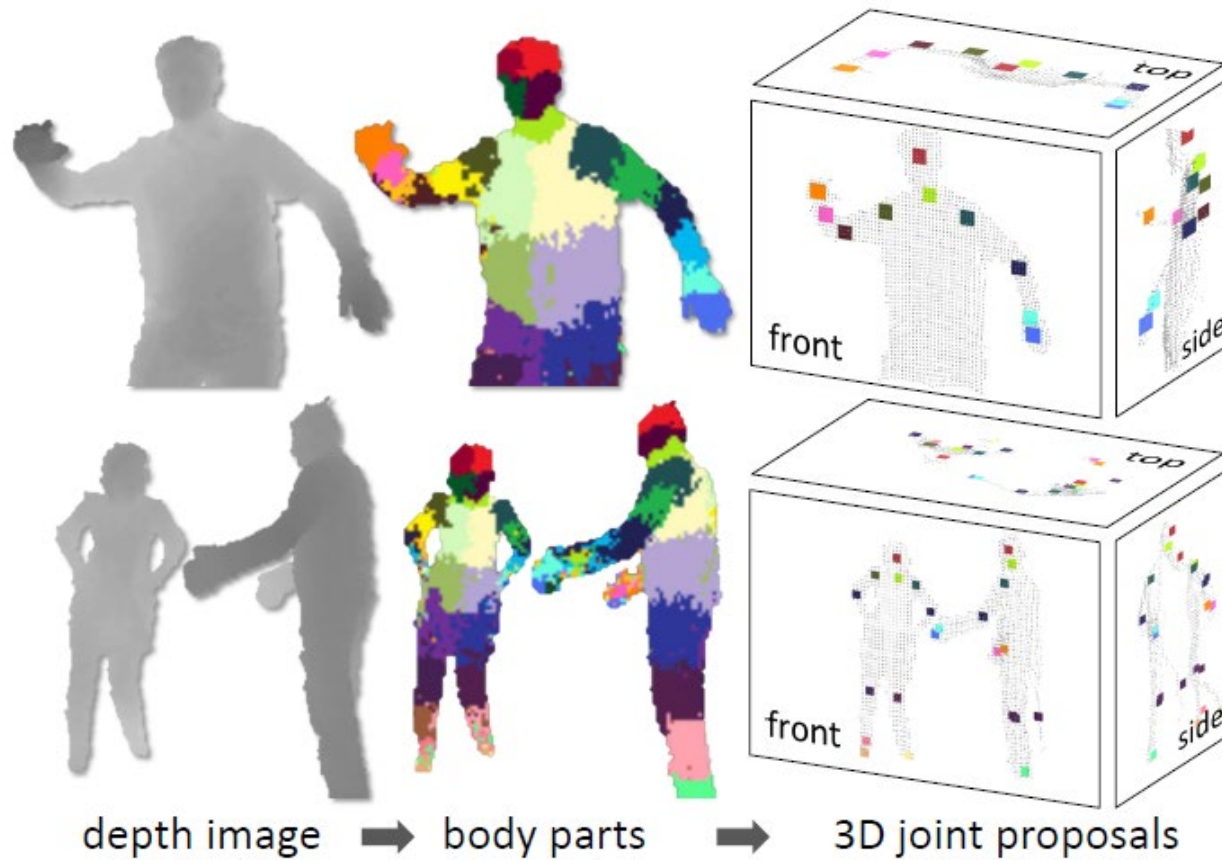 top
front
side
top
front
side
depth image
body parts
3D joint proposals